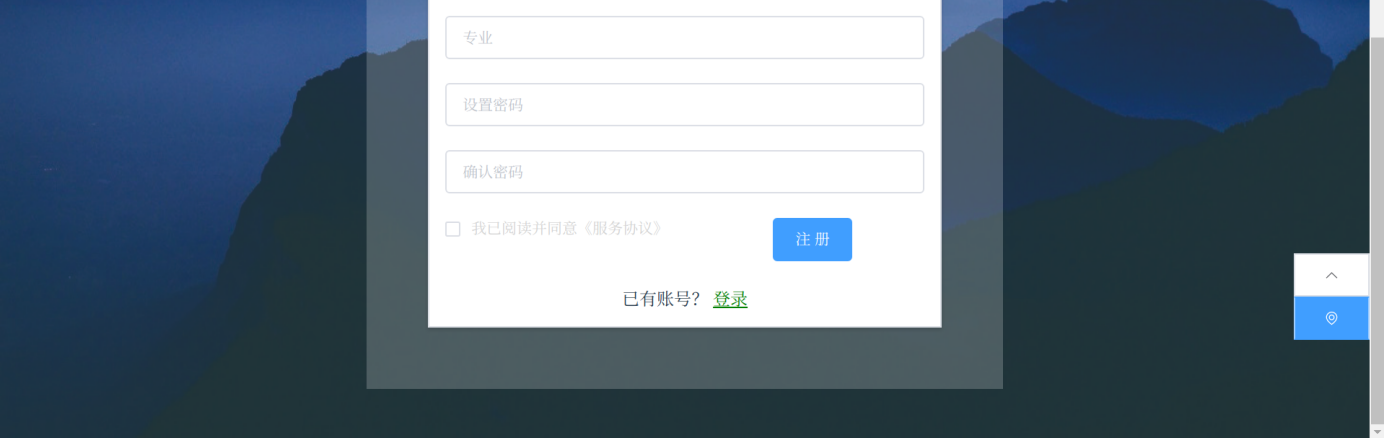 专业
设置密码
确认密码
我已阅读并同意《服务协议》
注 册
已有账号? 登录